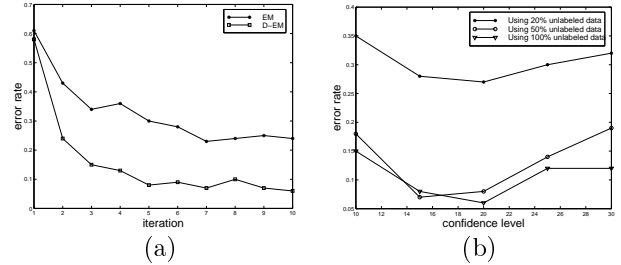 0.7
0.6
0.5
0.4
0.3
0.2
0.1
0
1 2 3 4 5 6 7 8 9 10
error rate
iteration
EM
D-EM
(a)
0.4
0.35
0.3
0.25
0.2
0.15
0.1
0.05
10 12 14 16 18 20 22 24 26 28 30
error rate
confidence level
Using 20% unlabeled data
Using 50% unlabeled data
Using 100% unlabeled data
(b)